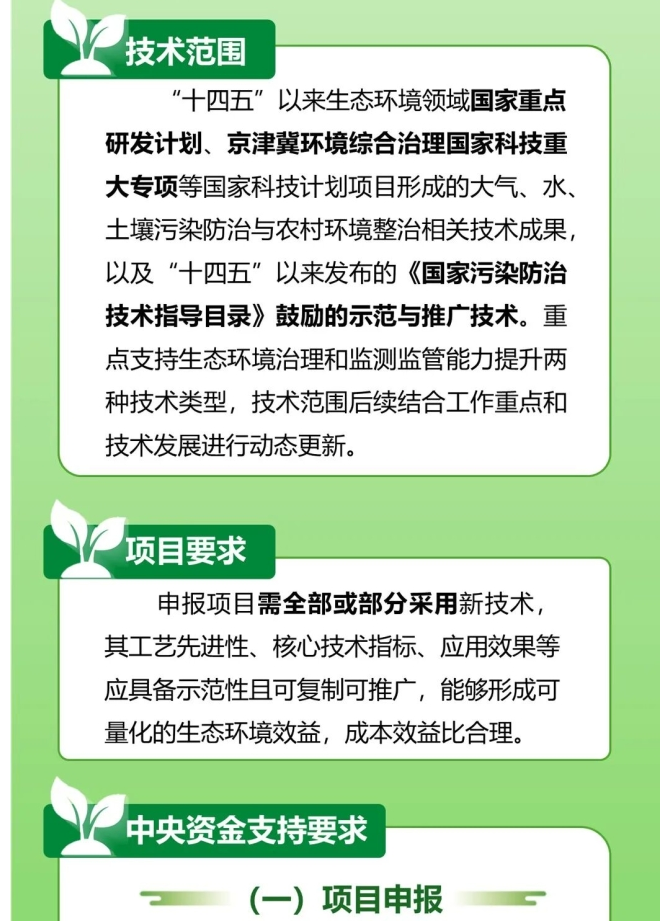 技术范围
“十四五”以来生态环境领域国家重点
研发计划、京津冀环境综合治理国家科技重
大专项等国家科技计划项目形成的大气、水、
土壤污染防治与农村环境整治相关技术成果，
以及“十四五”以来发布的《国家污染防治
技术指导目录》鼓励的示范与推广技术。重
点支持生态环境治理和监测监管能力提升两
种技术类型，技术范围后续结合工作重点和
技术发展进行动态更新。
项目要求
申报项目需全部或部分采用新技术，
其工艺先进性、核心技术指标、应用效果等
应具备示范性且可复制可推广，能够形成可
量化的生态环境效益，成本效益比合理。
中央资金支持要求
（一）项目申报